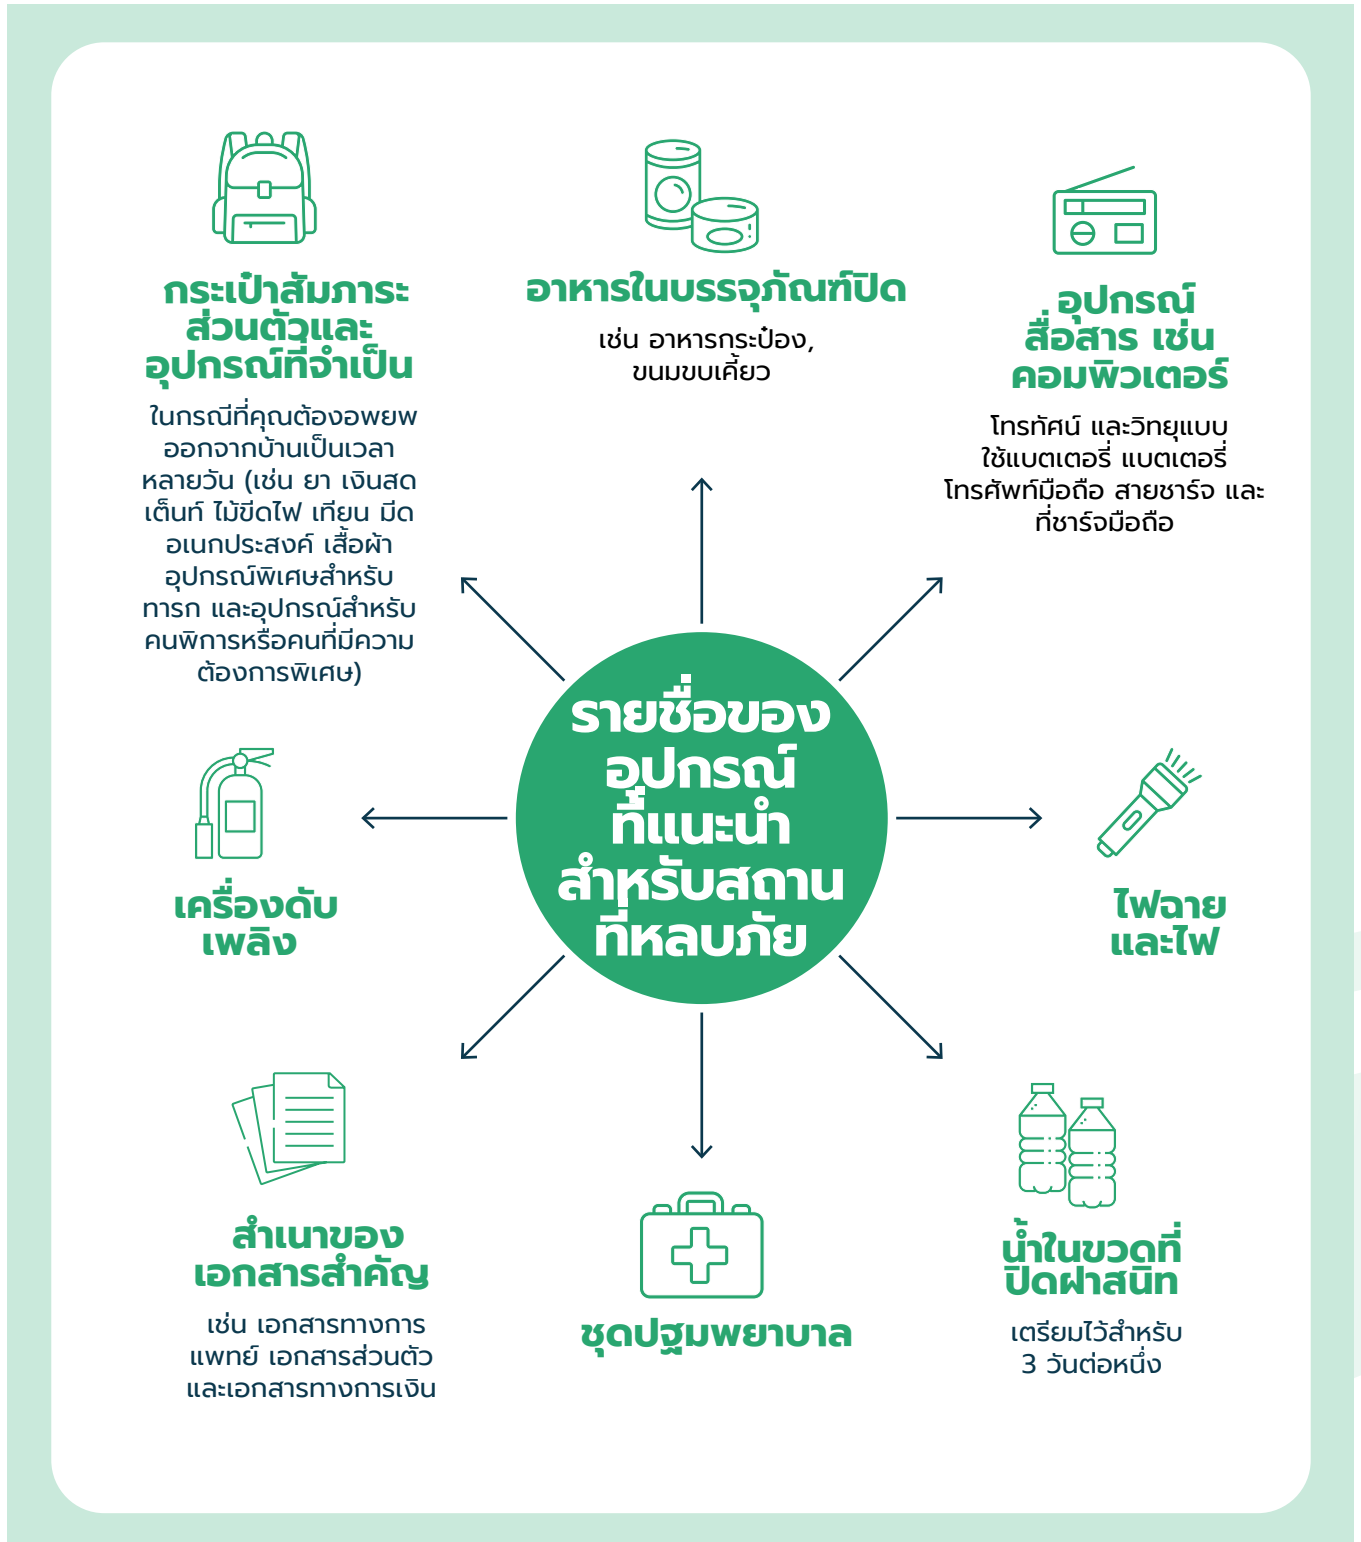 กระเป๋าสัมภาระ
ส่วนตัวและ
อุปกรณ์ที่จำเป็น
ในกรณีที่คุณต้องอพยพ
ออกจากบ้านเป็นเวลา
หลายวัน (เช่น ยา เงินสด
เต็นท์ ไม้ขีดไฟ เทียน มีด
อเนกประสงค์ เสื้อผ้า
อุปกรณ์พิเศษสำหรับ
ทารก และอุปกรณ์สำหรับ
คนพิการหรือคนที่มีความ
ต้องการพิเศษ)
อาหารในบรรจุภัณฑ์ปิด
เช่น อาหารกระป๋อง,
ขนมขบเคี้ยว
อุปกรณ์
สื่อสาร เช่น
คอมพิวเตอร์
โทรทัศน์ และวิทยุแบบ
ใช้แบตเตอรี่ แบตเตอรี่
โทรศัพท์มือถือ สายชาร์จ และ
ที่ชาร์จมือถือ
รายชื่อของ
อุปกรณ์
ที่แนะนำ
สำหรับสถาน
ที่หลบภัย
เครื่องดับ
เพลิง
ไฟฉาย
และไฟ
สำเนาของ
เอกสารสำคัญ
เช่น เอกสารทางการ
แพทย์ เอกสารส่วนตัว
และเอกสารทางการเงิน
ชุดปฐมพยาบาล
น้ำในขวดที่
ปิดฝาสนิท
เตรียมไว้สำหรับ
3 วันต่อหนึ่ง